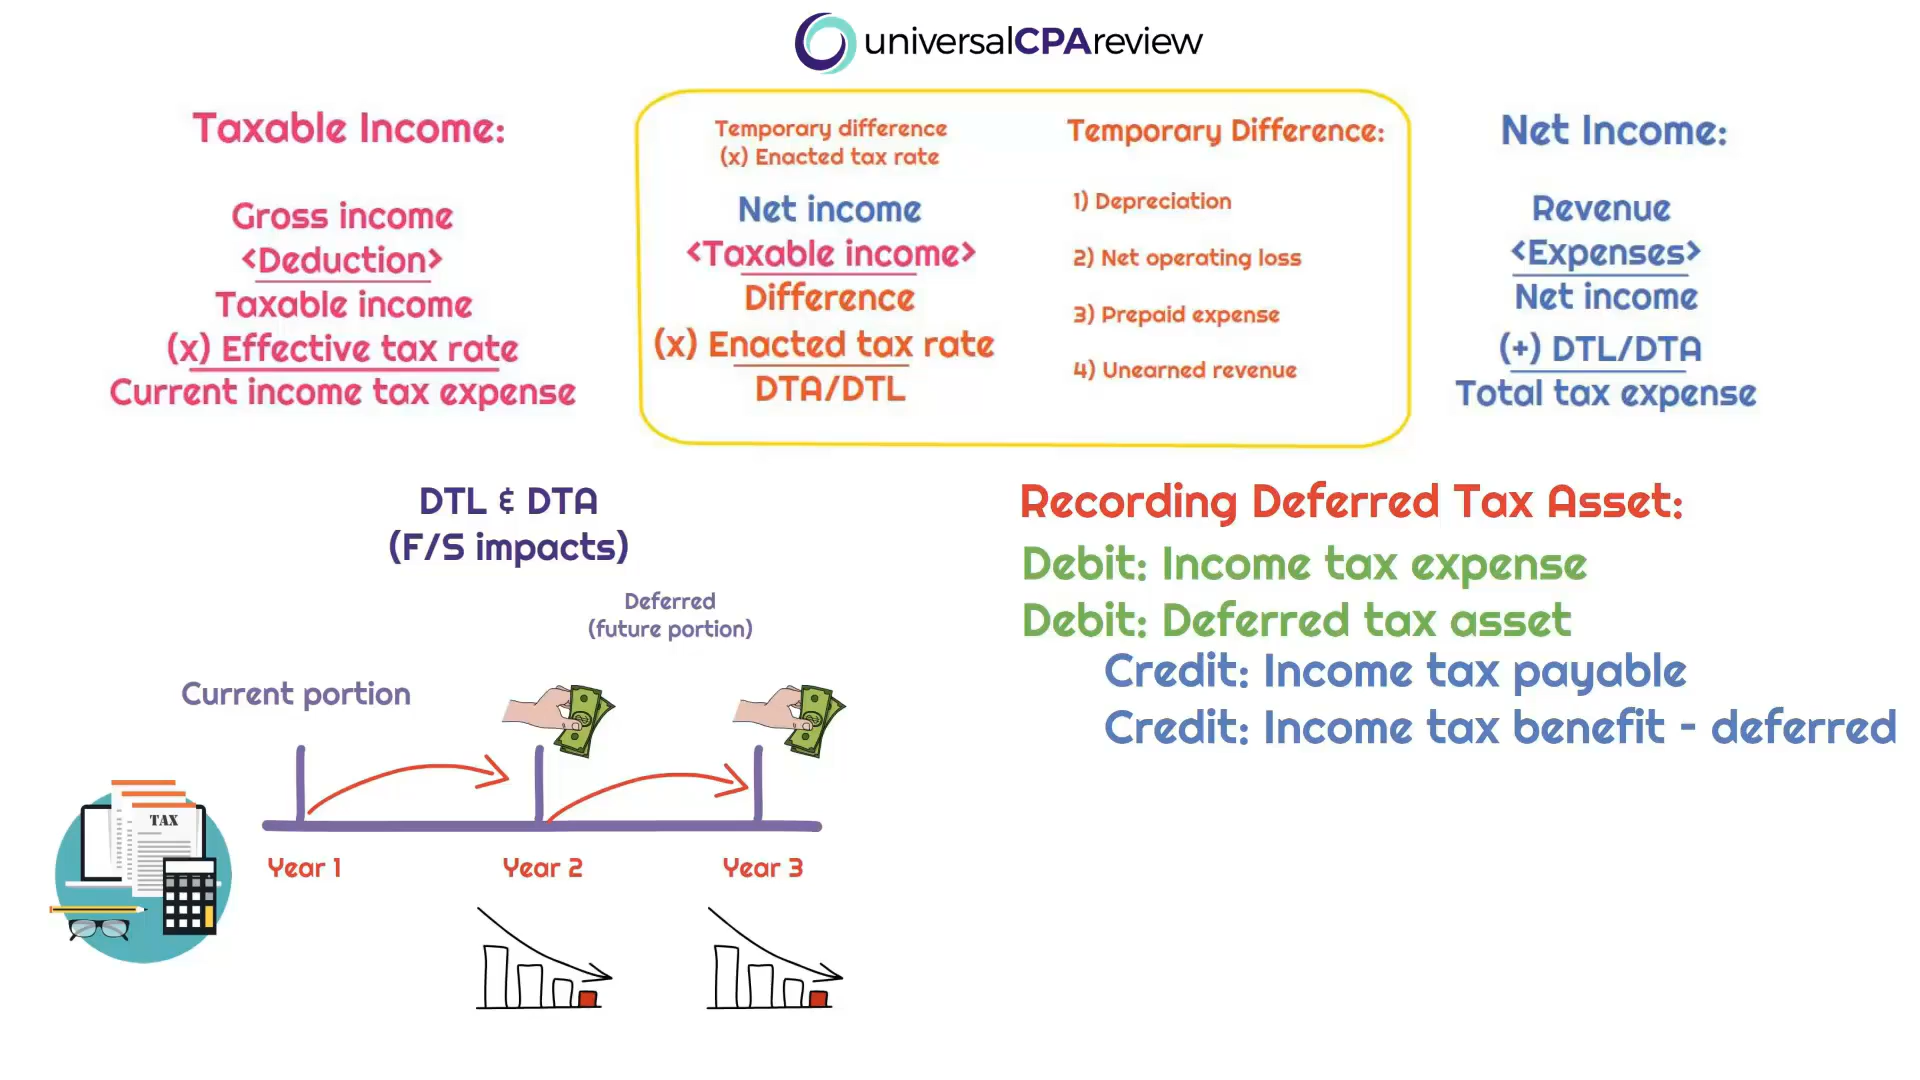 universalCPAreview
Taxable Income:
Gross income
<Deduction>
Taxable income
(x) Effective tax rate
Current income tax expense
Temporary difference
(x) Enacted tax rate
Net income
<Taxable income>
Difference
(x) Enacted tax rate
DTA/DTL
Temporary Difference:
1) Depreciation
2) Net operating loss
3) Prepaid expense
4) Unearned revenue
Net Income:
Revenue
<Expenses>
Net income
(+) DTL/DTA
Total tax expense
DTL & DTA
(F/S impacts)
Deferred
(future portion)
Current portion
Year 1
Year 2
Year 3
TAX
Recording Deferred Tax Asset:
Debit: Income tax expense
Debit: Deferred tax asset
Credit: Income tax payable
Credit: Income tax benefit - deferred